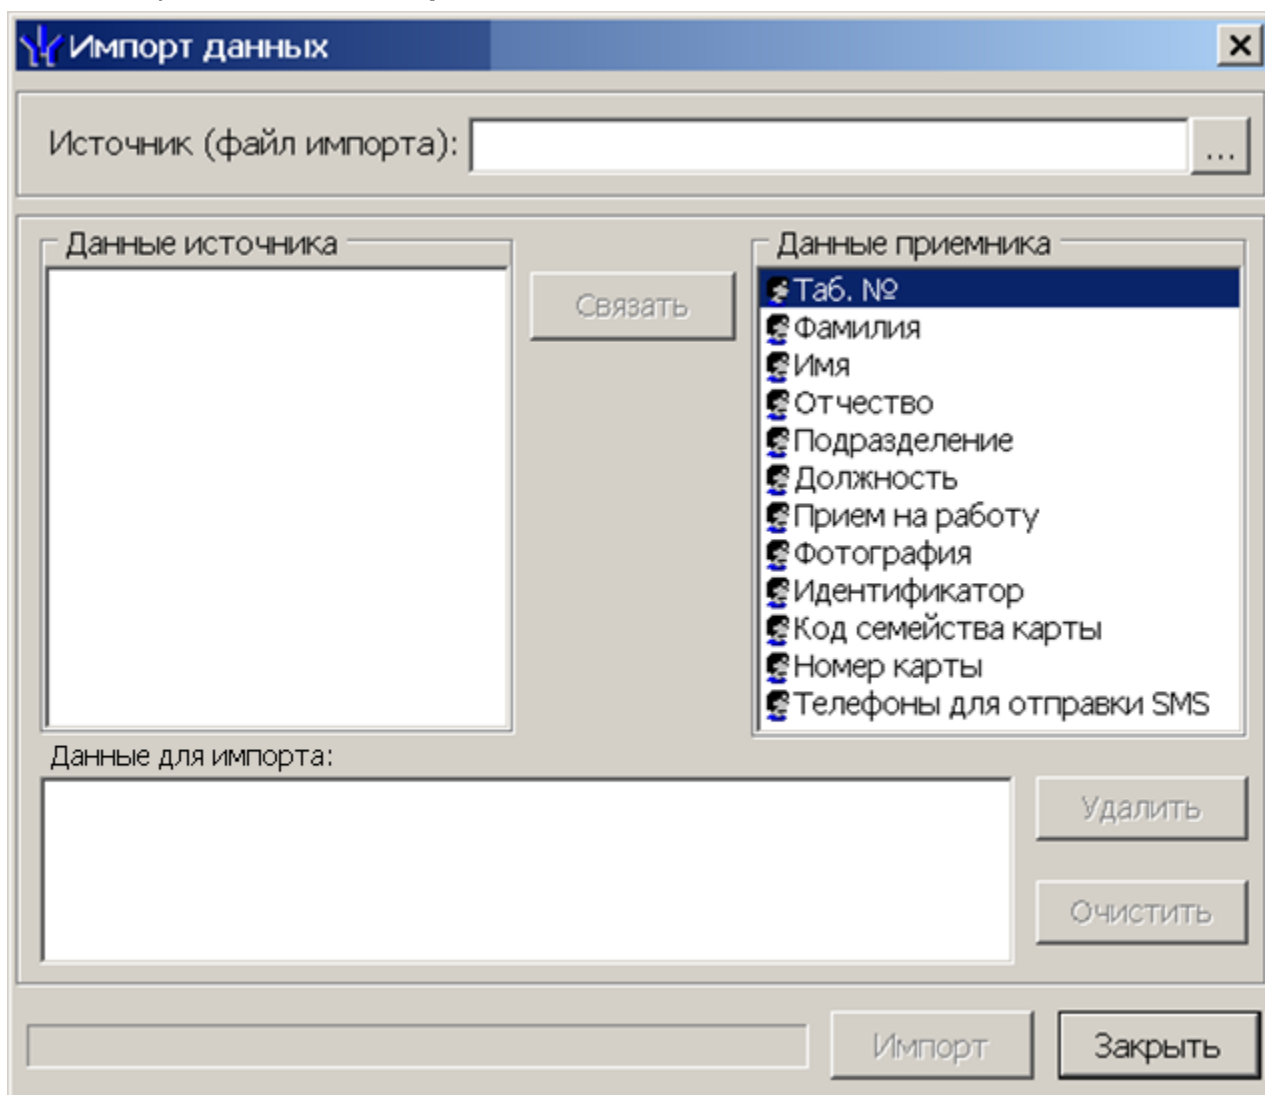 Импорт данных
Источник (файл импорта):
...
Данные источника
Связать
Данные приемника
Таб. №
Фамилия
Имя
Отчество
Подразделение
Должность
Прием на работу
Фотография
Идентификатор
Код семейства карты
Номер карты
Телефоны для отправки SMS
Данные для импорта:
Удалить
Очистить
Импорт
Закрыть